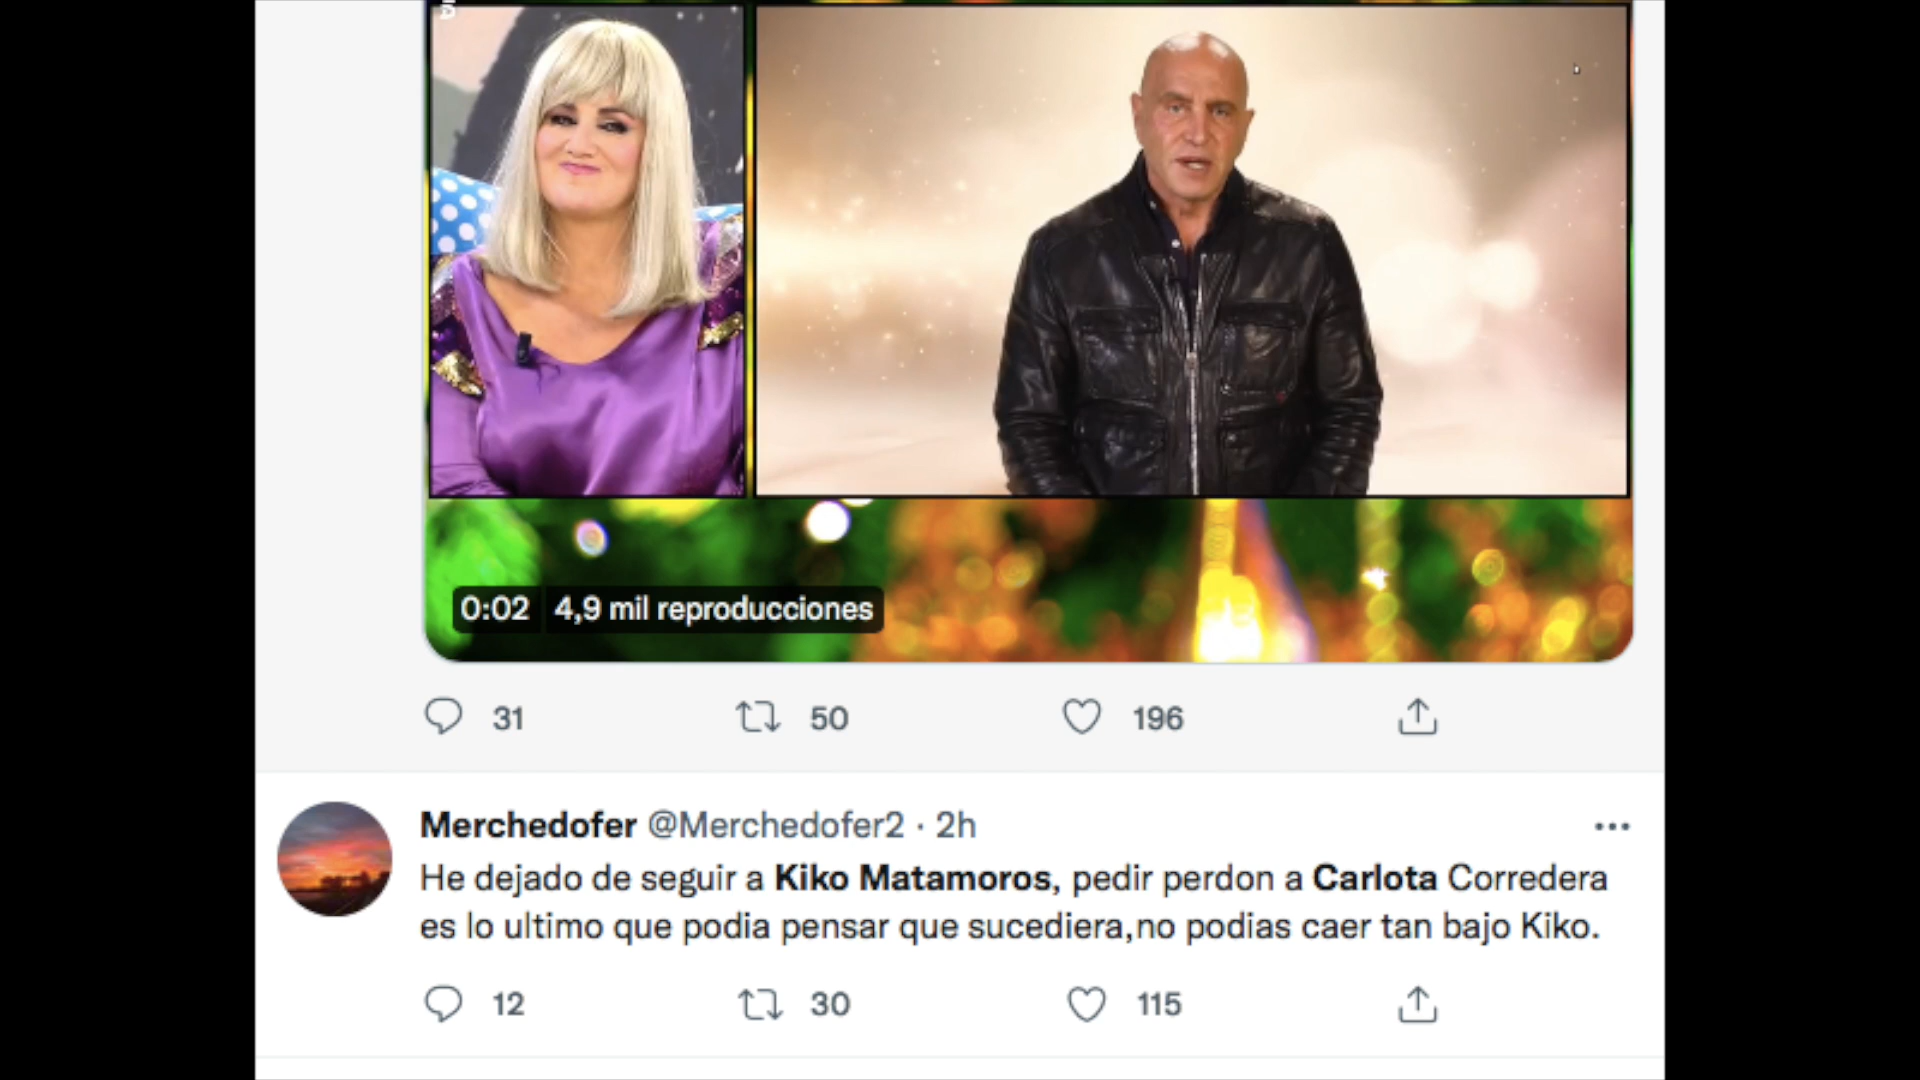 0:02 4,9 mil reproducciones
31 50 196
Merchedofer @Merchedofer2 · 2h
He dejado de seguir a Kiko Matamoros, pedir perdon a Carlota Corredera
es lo ultimo que podia pensar que sucediera,no podias caer tan bajo Kiko.
12 30 115